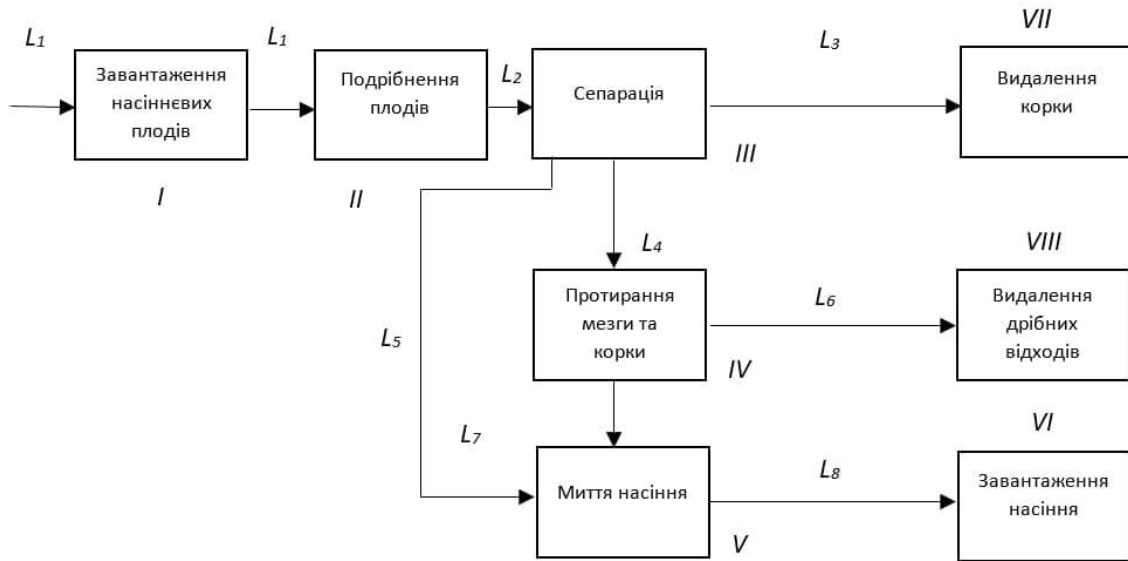 L1
Завантаження
насіннєвих
плодів
I
L1
Подрібнення
плодів
II
L2
Сепарація
III
L3
VII
Видалення
корки
L4
Протирання
мезги та
корки
IV
L6
VIII
Видалення
дрібних
відходів
L5
L7
Миття насіння
V
L8
VI
Завантаження
насіння